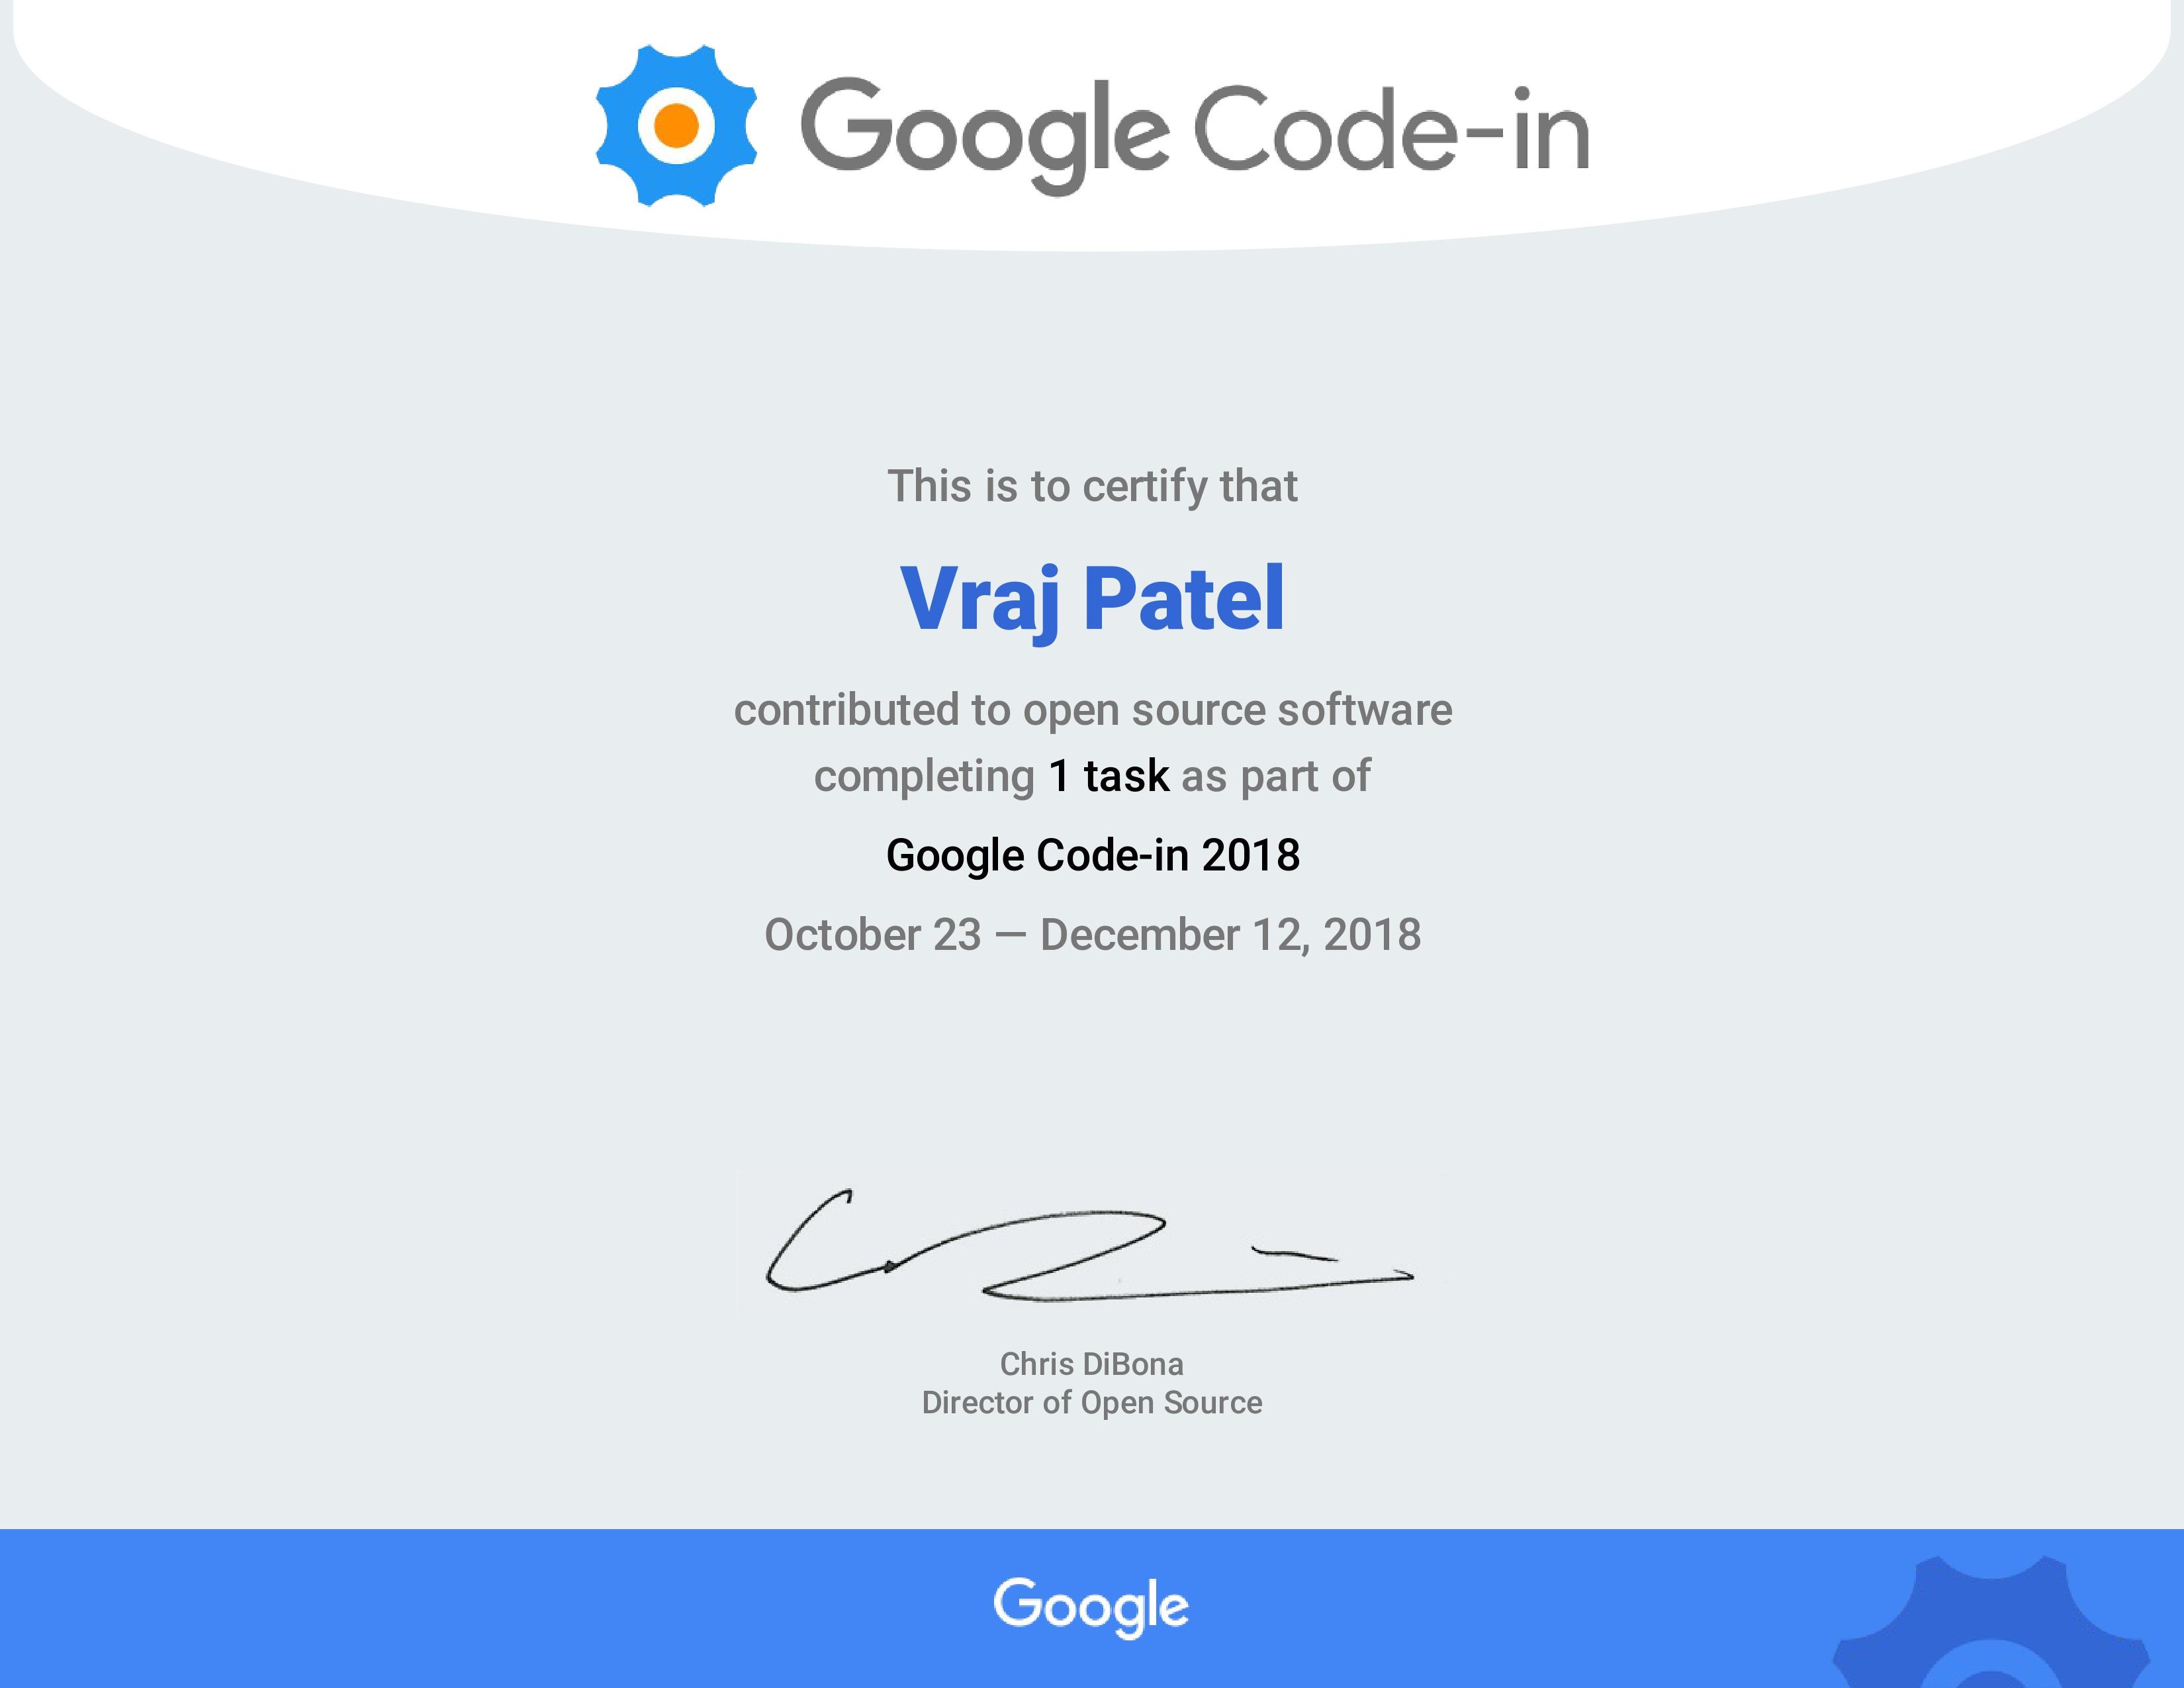 Google Code-in
This is to certify that
Vraj Patel
contributed to open source software
completing 1 task as part of
Google Code-in 2018
October 23 — December 12, 2018
Chris DiBona
Director of Open Source
Google